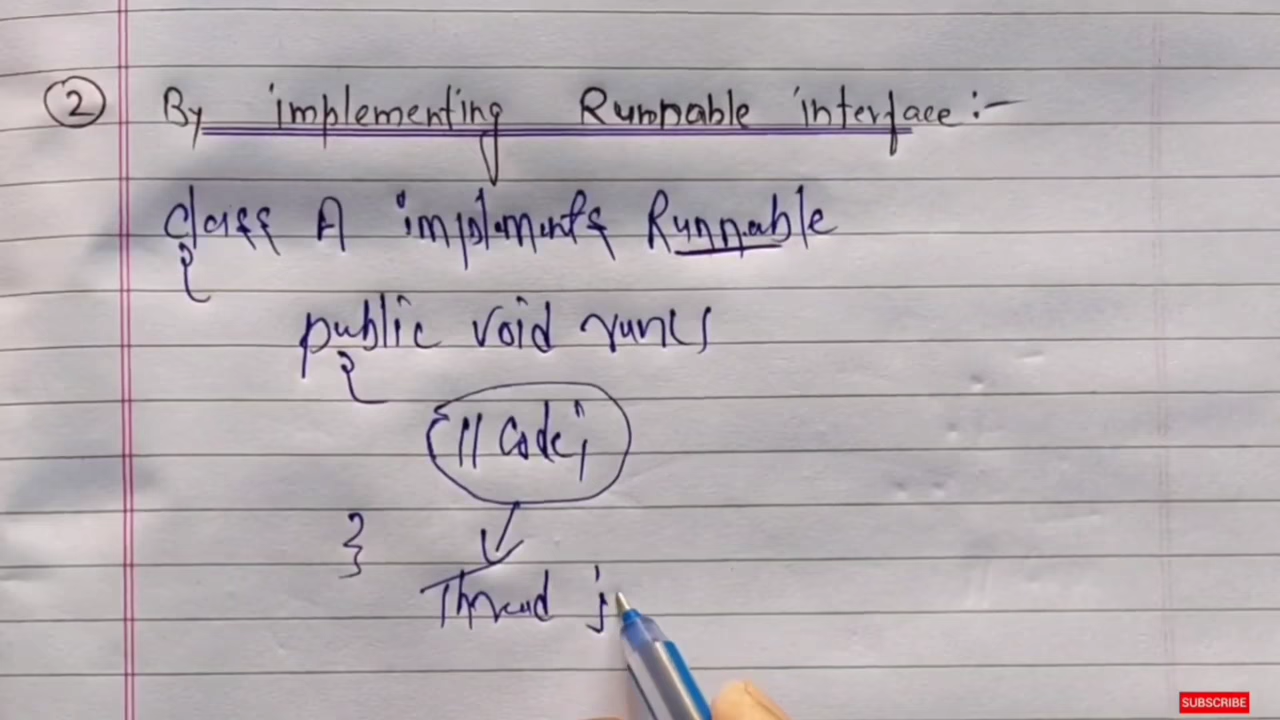 ② By implementing Runnable interface :-
class A implements Runnable
{
public void run()
{
// Code;
}
Thread j
SUBSCRIBE